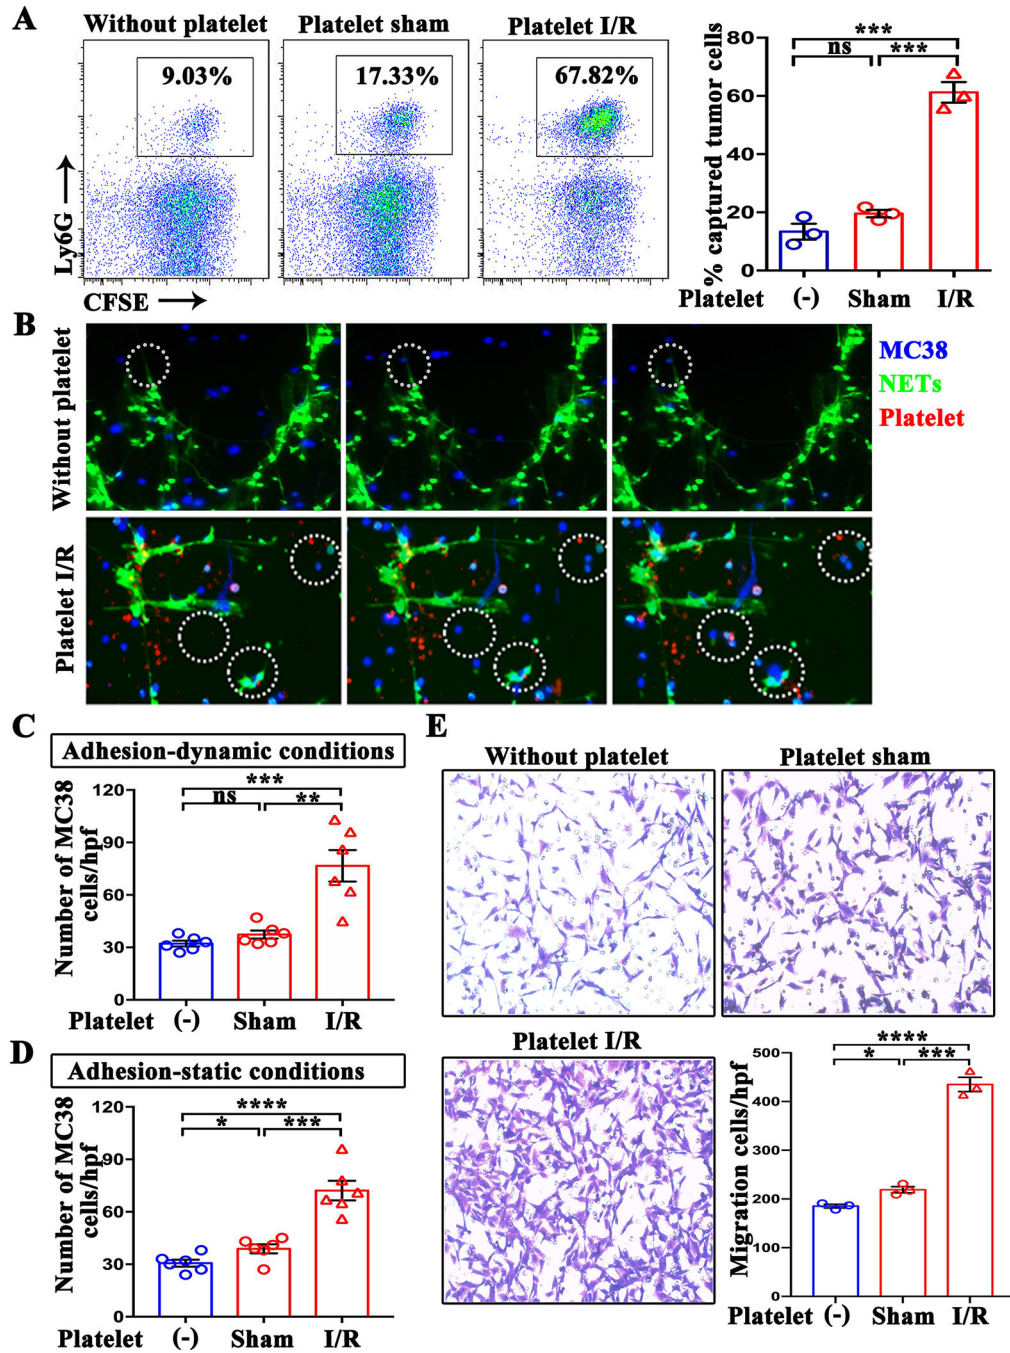 A
Without platelet
Platelet sham
Platelet I/R
9.03%
17.33%
67.82%
Ly6G
CFSE
% captured tumor cells
80
60
40
20
0
***
ns
***
Platelet
(-)
Sham
I/R
B
Without platelet
Platelet I/R
MC38
NETs
Platelet
C
Adhesion-dynamic conditions
Number of MC38
cells/hpf
120
90
60
30
0
***
ns
**
Platelet
(-)
Sham
I/R
D
Adhesion-static conditions
Number of MC38
cells/hpf
120
90
60
30
0
****
*
***
Platelet
(-)
Sham
I/R
E
Without platelet
Platelet sham
Platelet I/R
Migration cells/hpf
500
400
300
200
100
0
****
*
***
Platelet
(-)
Sham
I/R